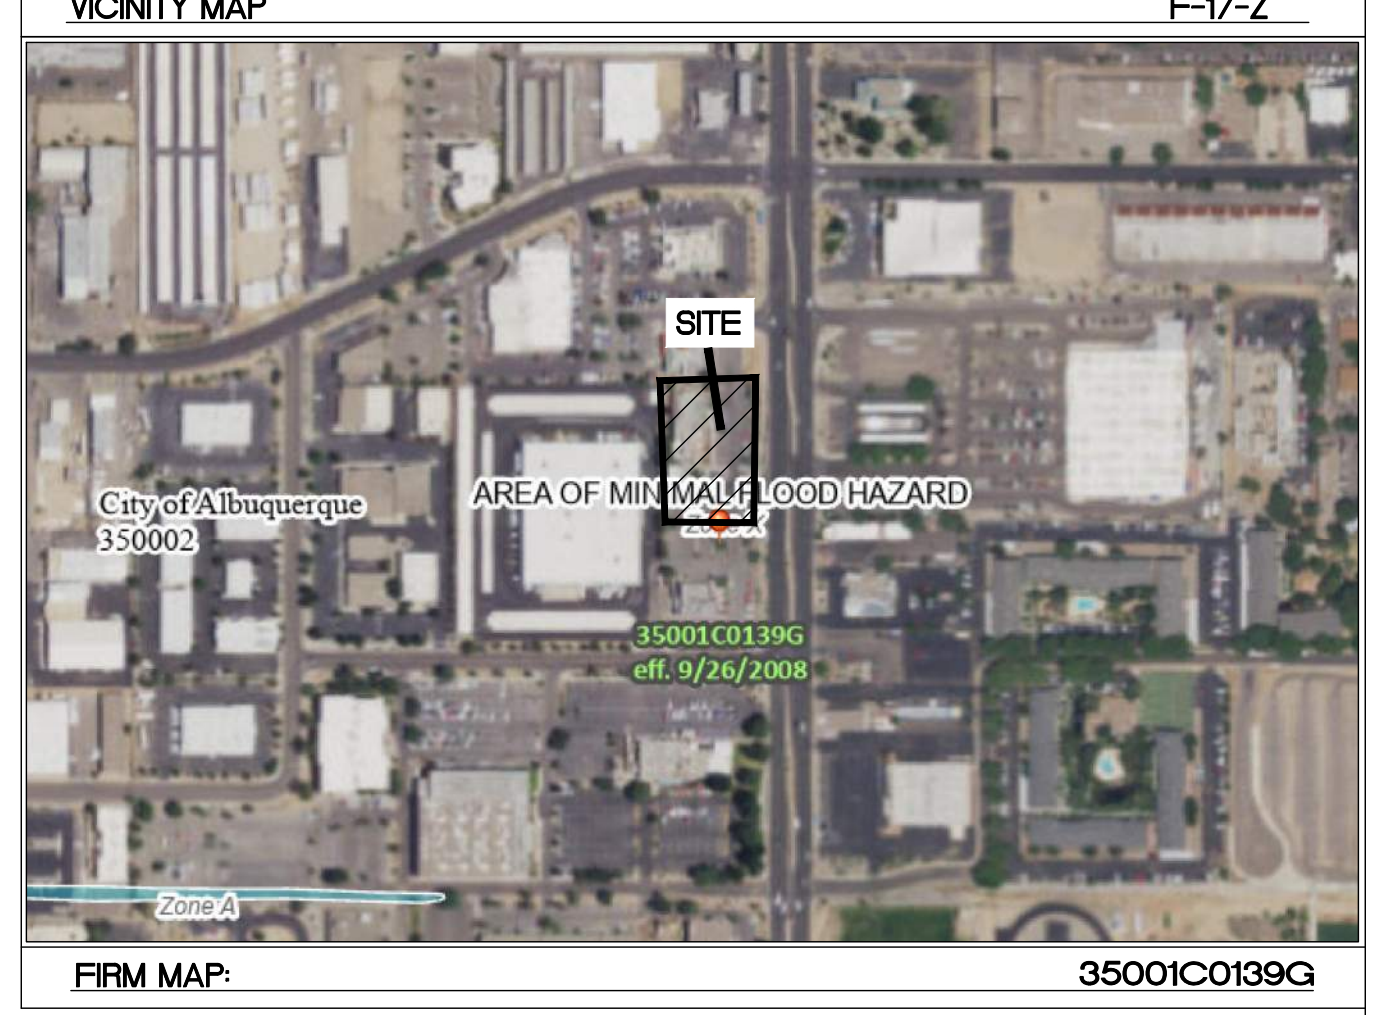 VICINITY MAP
F-17-Z
SITE
AREA OF MINIMAL FLOOD HAZARD
Zone X
City of Albuquerque
350002
35001C0139G
eff. 9/26/2008
Zone A
FIRM MAP:
35001C0139G